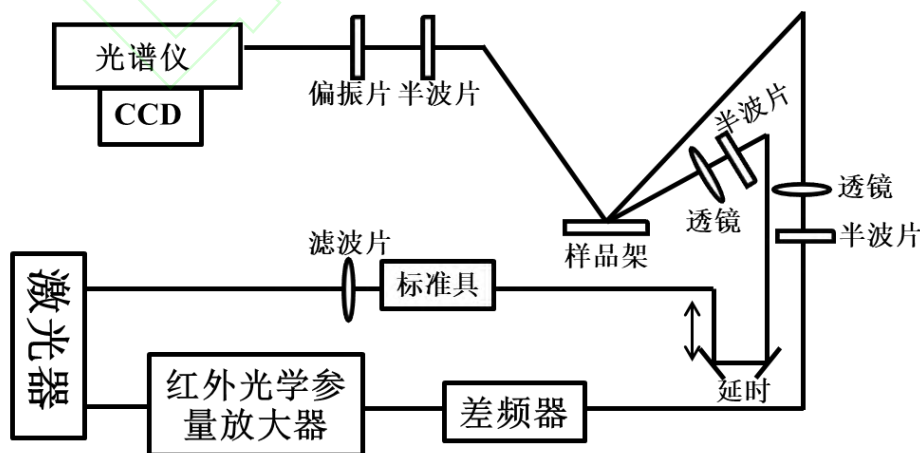 光谱仪
CCD
偏振片
半波片
半波片
透镜
透镜
半波片
样品架
滤波片
标准具
激光器
延时
红外光学参
量放大器
差频器